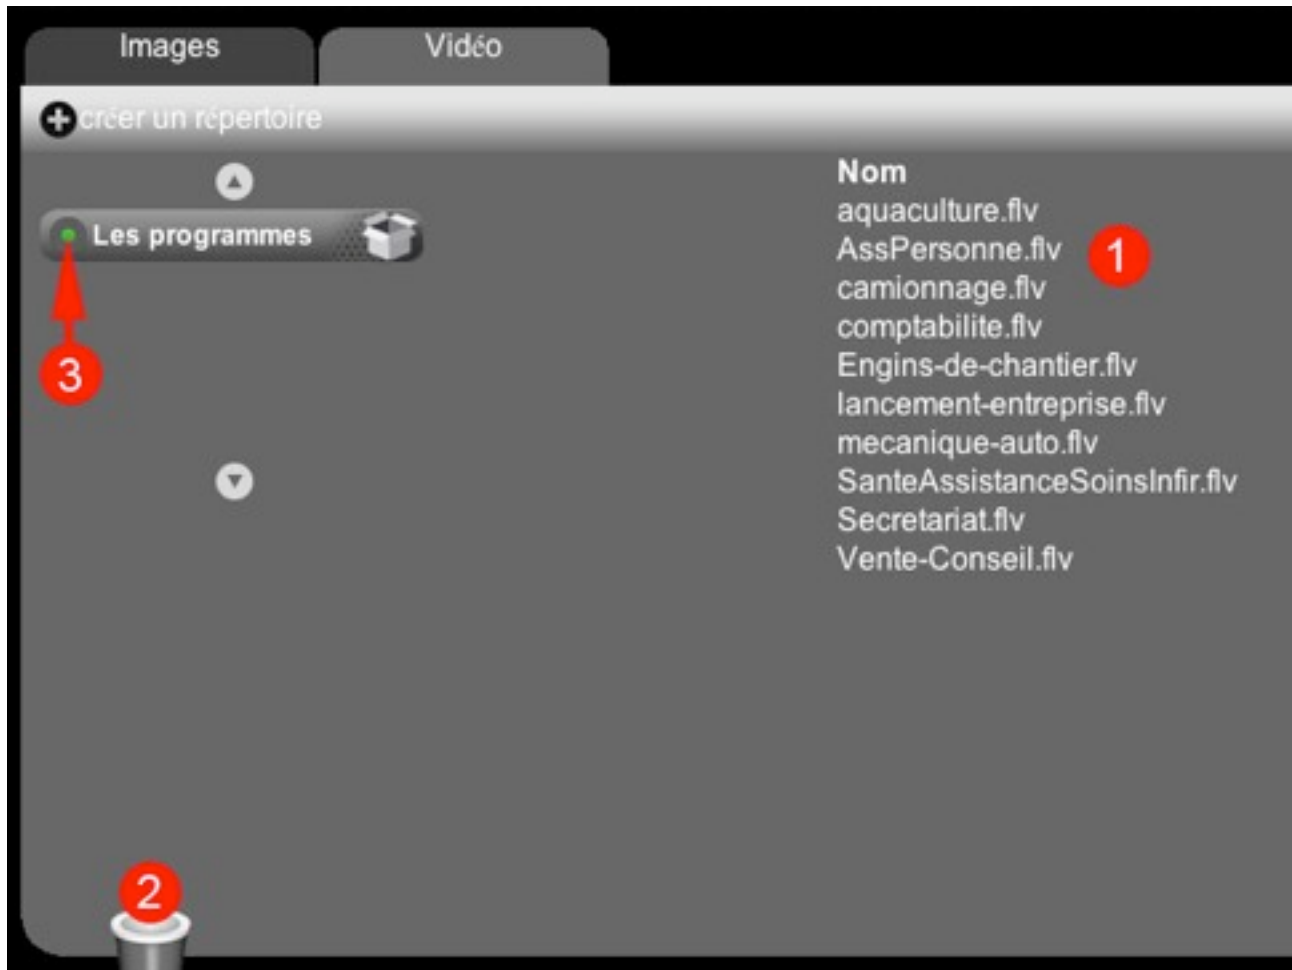 Images
Vidéo
créer un répertoire
Les programmes
3
Nom
aquaculture.flv
AssPersonne.flv
1
camionnage.flv
comptabilite.flv
Engins-de-chantier.flv
lancement-entreprise.flv
mecanique-auto.flv
SanteAssistanceSoinsInfir.flv
Secretariat.flv
Vente-Conseil.flv
2